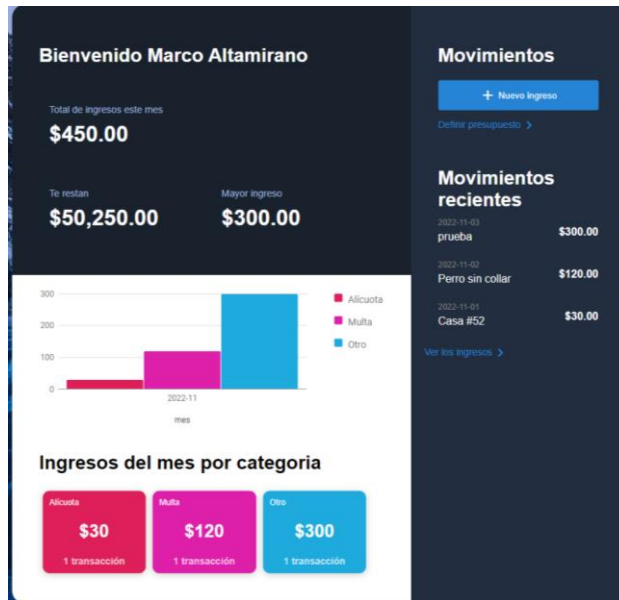 Bienvenido Marco Altamirano
Total de ingresos este mes
$450.00
Te restan
$50,250.00
Mayor ingreso
$300.00
300
200
100
0
2022-11
mes
Alícuota
Multa
Otro
Ingresos del mes por categoria
Alícuota
$30
1 transacción
Multa
$120
1 transacción
Otro
$300
1 transacción
Movimientos
+ Nuevo ingreso
Definir presupuesto >
Movimientos
recientes
2022-11-03
prueba
$300.00
2022-11-02
Perro sin collar
$120.00
2022-11-01
Casa #52
$30.00
Ver los ingresos >